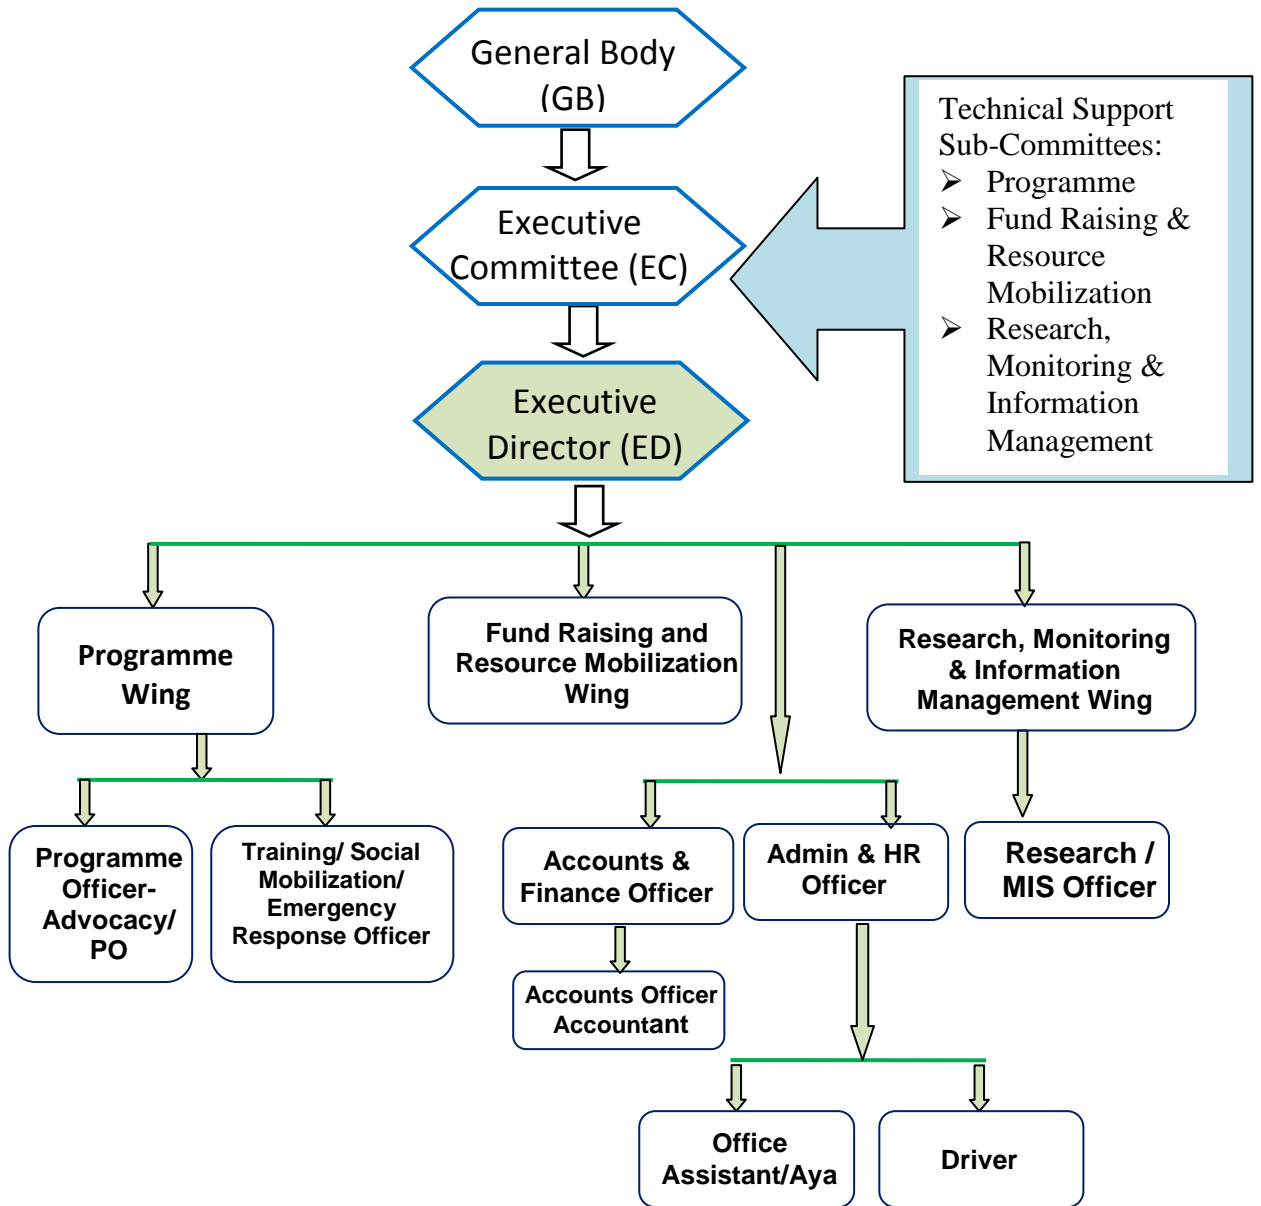 General Body
(GB)
Technical Support
Sub-Committees:
➢ Programme
➢ Fund Raising &
Resource
Mobilization
➢ Research,
Monitoring &
Information
Management
Executive
Committee (EC)
Executive
Director (ED)
Programme
Wing
Fund Raising and
Resource Mobilization
Wing
Research, Monitoring
& Information
Management Wing
Programme
Officer-
Advocacy/
PO
Training/ Social
Mobilization/
Emergency
Response Officer
Accounts &
Finance Officer
Admin & HR
Officer
Research /
MIS Officer
Accounts Officer
Accountant
Office
Assistant/Aya
Driver